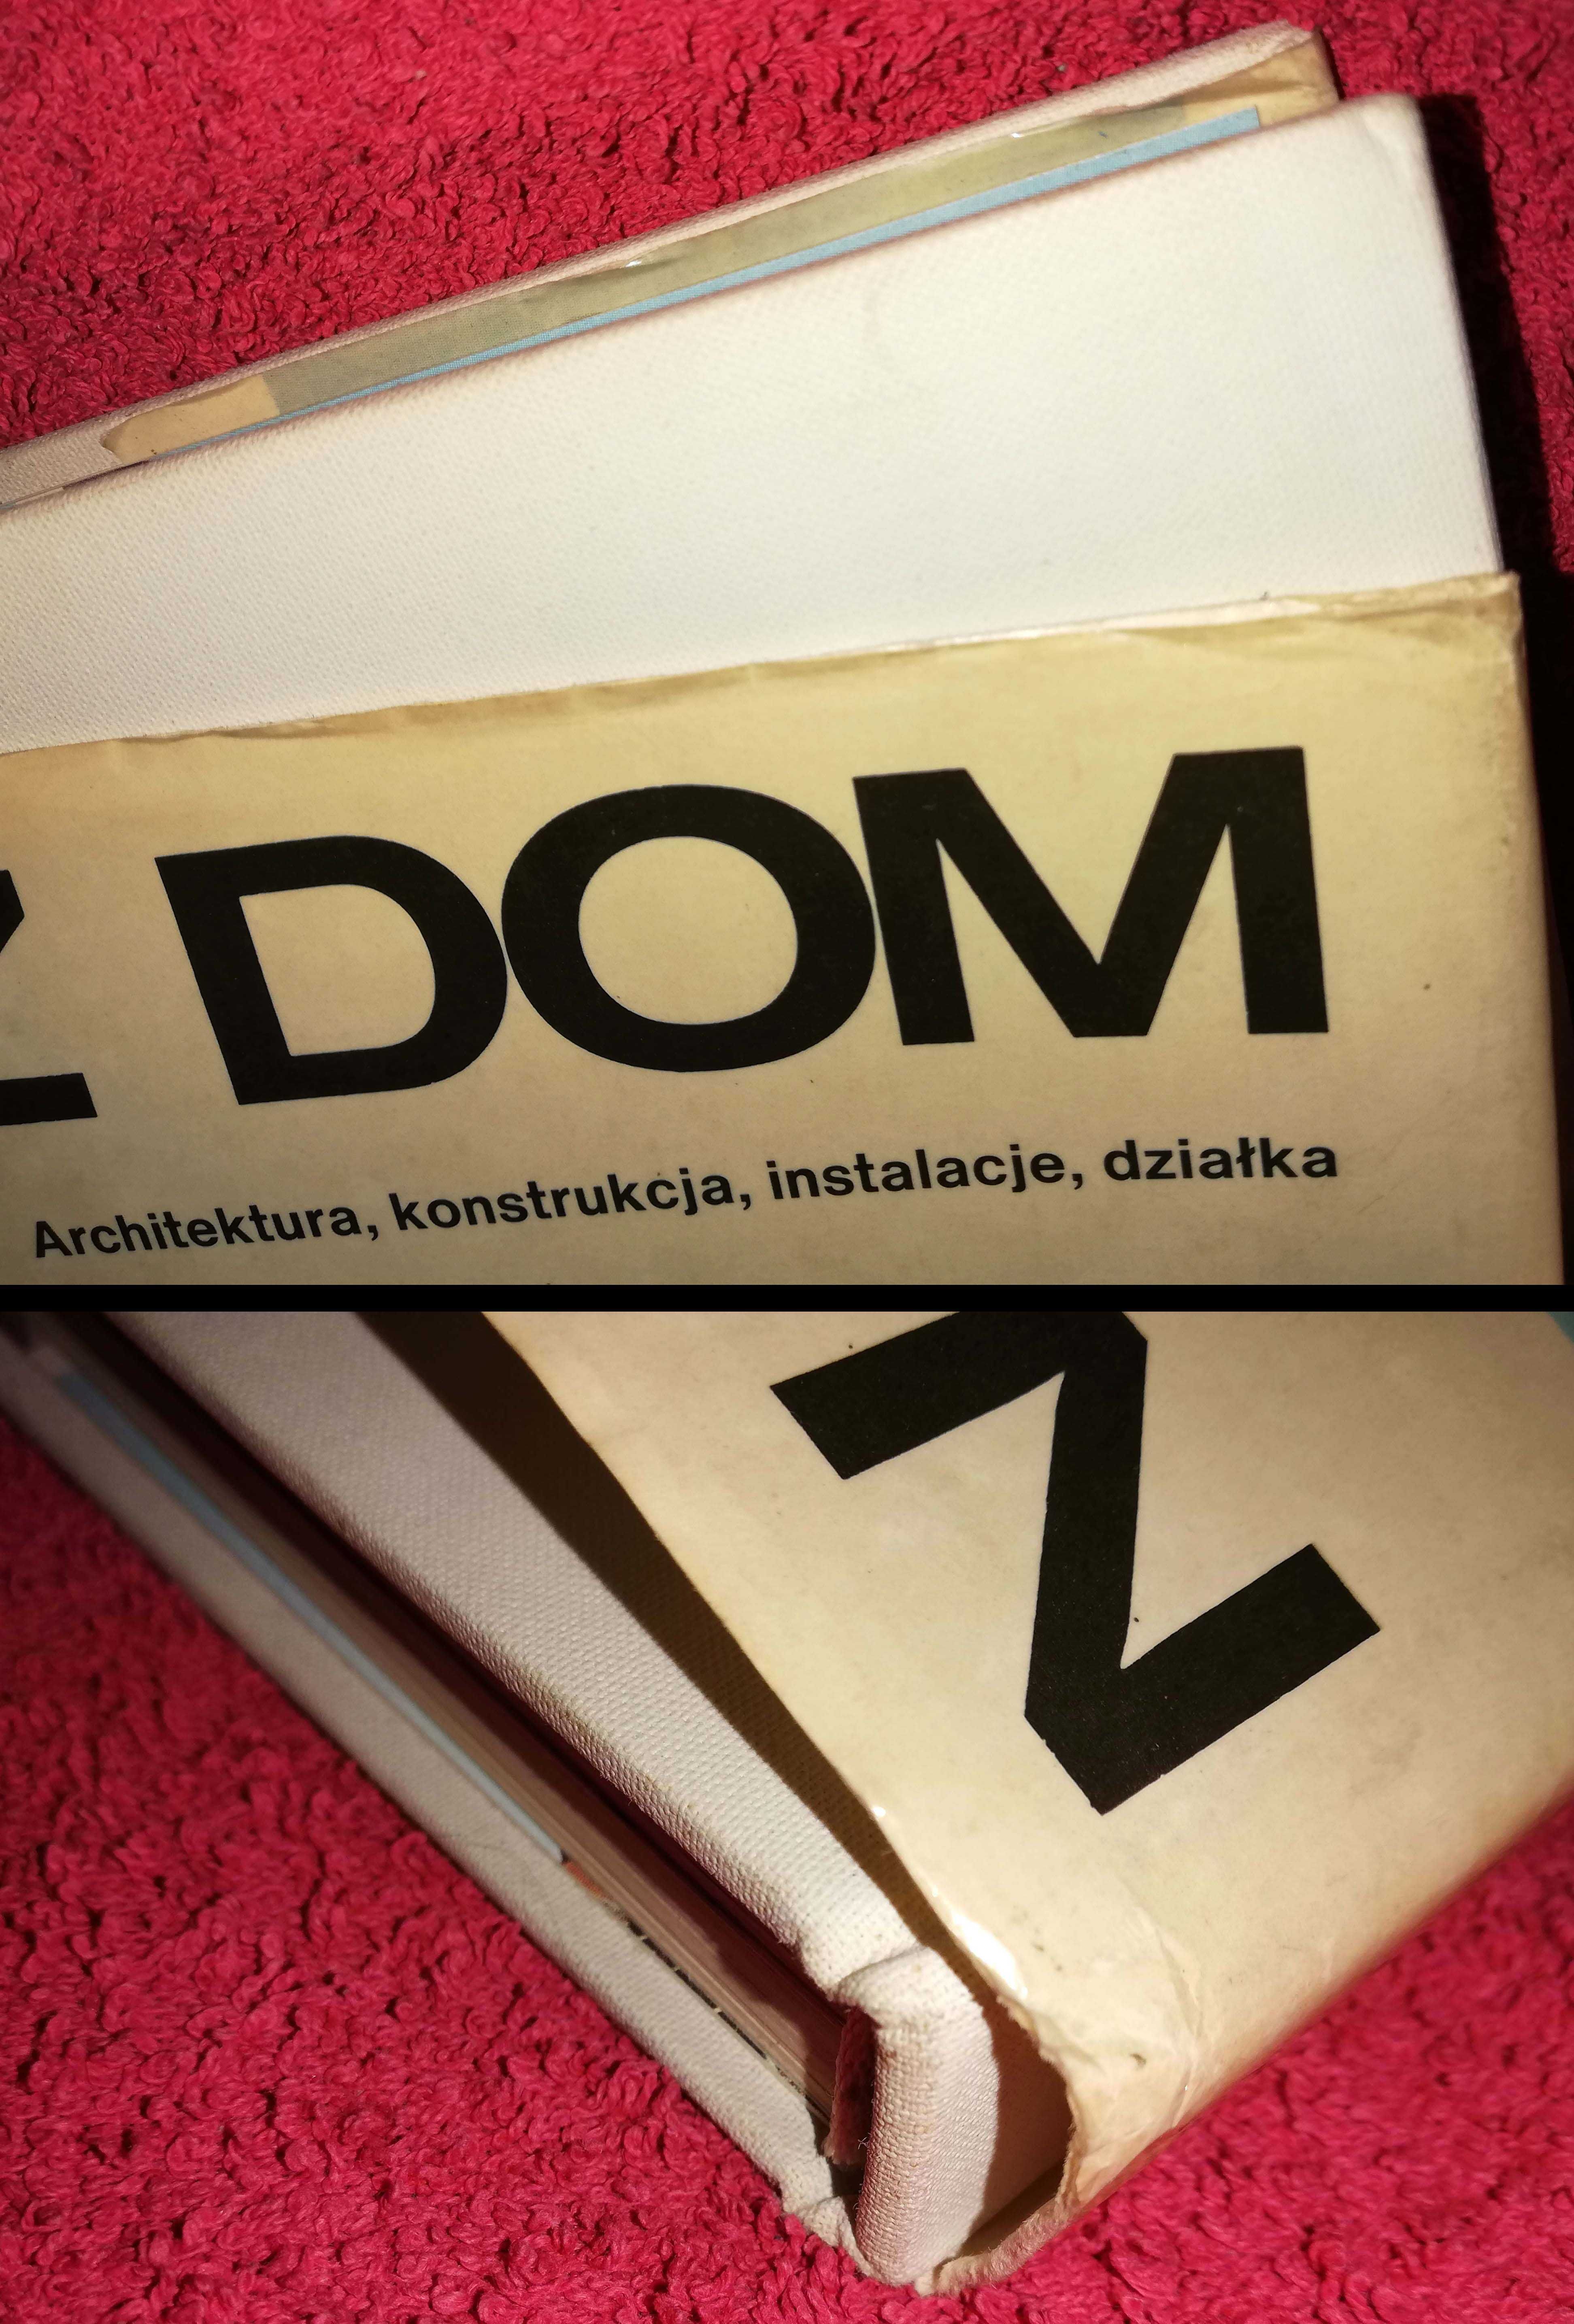 Z DOM
Architektura, konstrukcja, instalacje, działka
Z